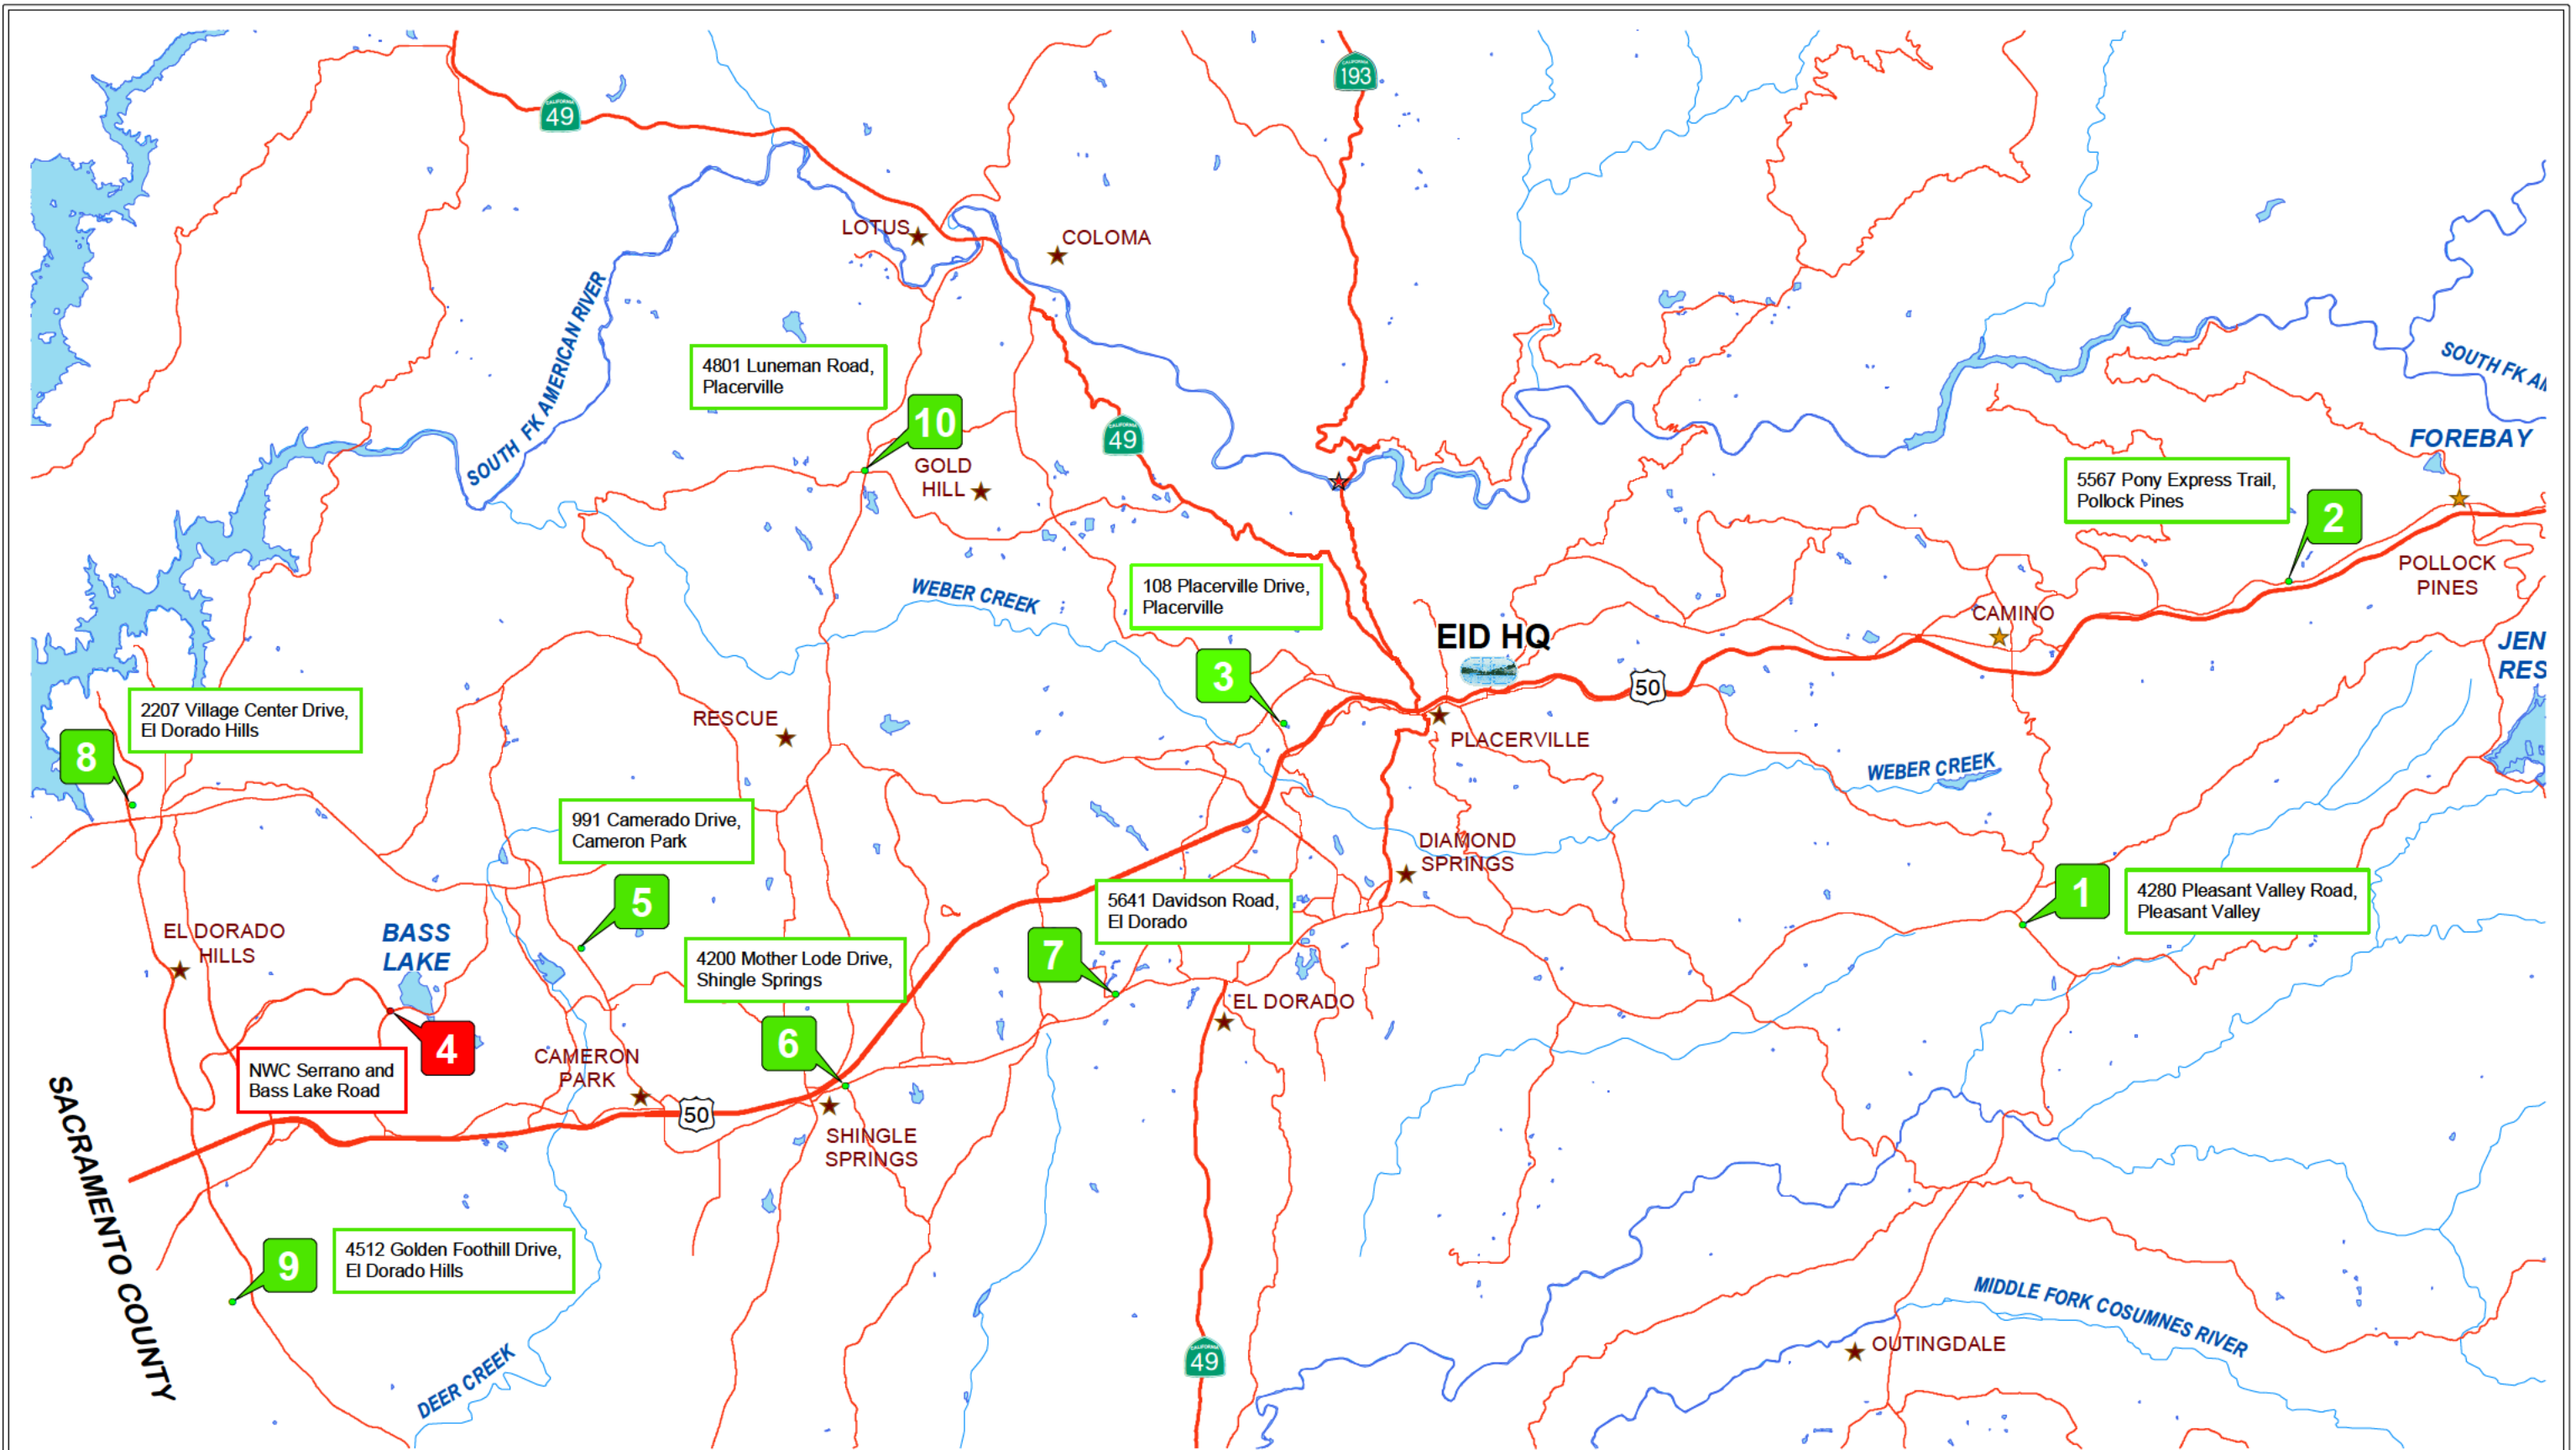 CALIFORNIA
193
CALIFORNIA
49
LOTUS
COLOMA
SOUTH FK AMERICAN RIVER
4801 Luneman Road,
Placerville
10
CALIFORNIA
49
GOLD
HILL
SOUTH FK AM
FOREBAY
5567 Pony Express Trail,
Pollock Pines
2
POLLOCK
PINES
WEBER CREEK
108 Placerville Drive,
Placerville
CAMINO
EID HQ
JEN
RES
3
50
2207 Village Center Drive,
El Dorado Hills
8
RESCUE
PLACERVILLE
WEBER CREEK
991 Camerado Drive,
Cameron Park
5
DIAMOND
SPRINGS
5641 Davidson Road,
El Dorado
1
4280 Pleasant Valley Road,
Pleasant Valley
EL DORADO
HILLS
BASS
LAKE
4200 Mother Lode Drive,
Shingle Springs
7
EL DORADO
4
6
NWC Serrano and
Bass Lake Road
CAMERON
PARK
50
SHINGLE
SPRINGS
SACRAMENTO COUNTY
9
4512 Golden Foothill Drive,
El Dorado Hills
MIDDLE FORK COSUMNES RIVER
OUTINGDALE
CALIFORNIA
49
DEER CREEK